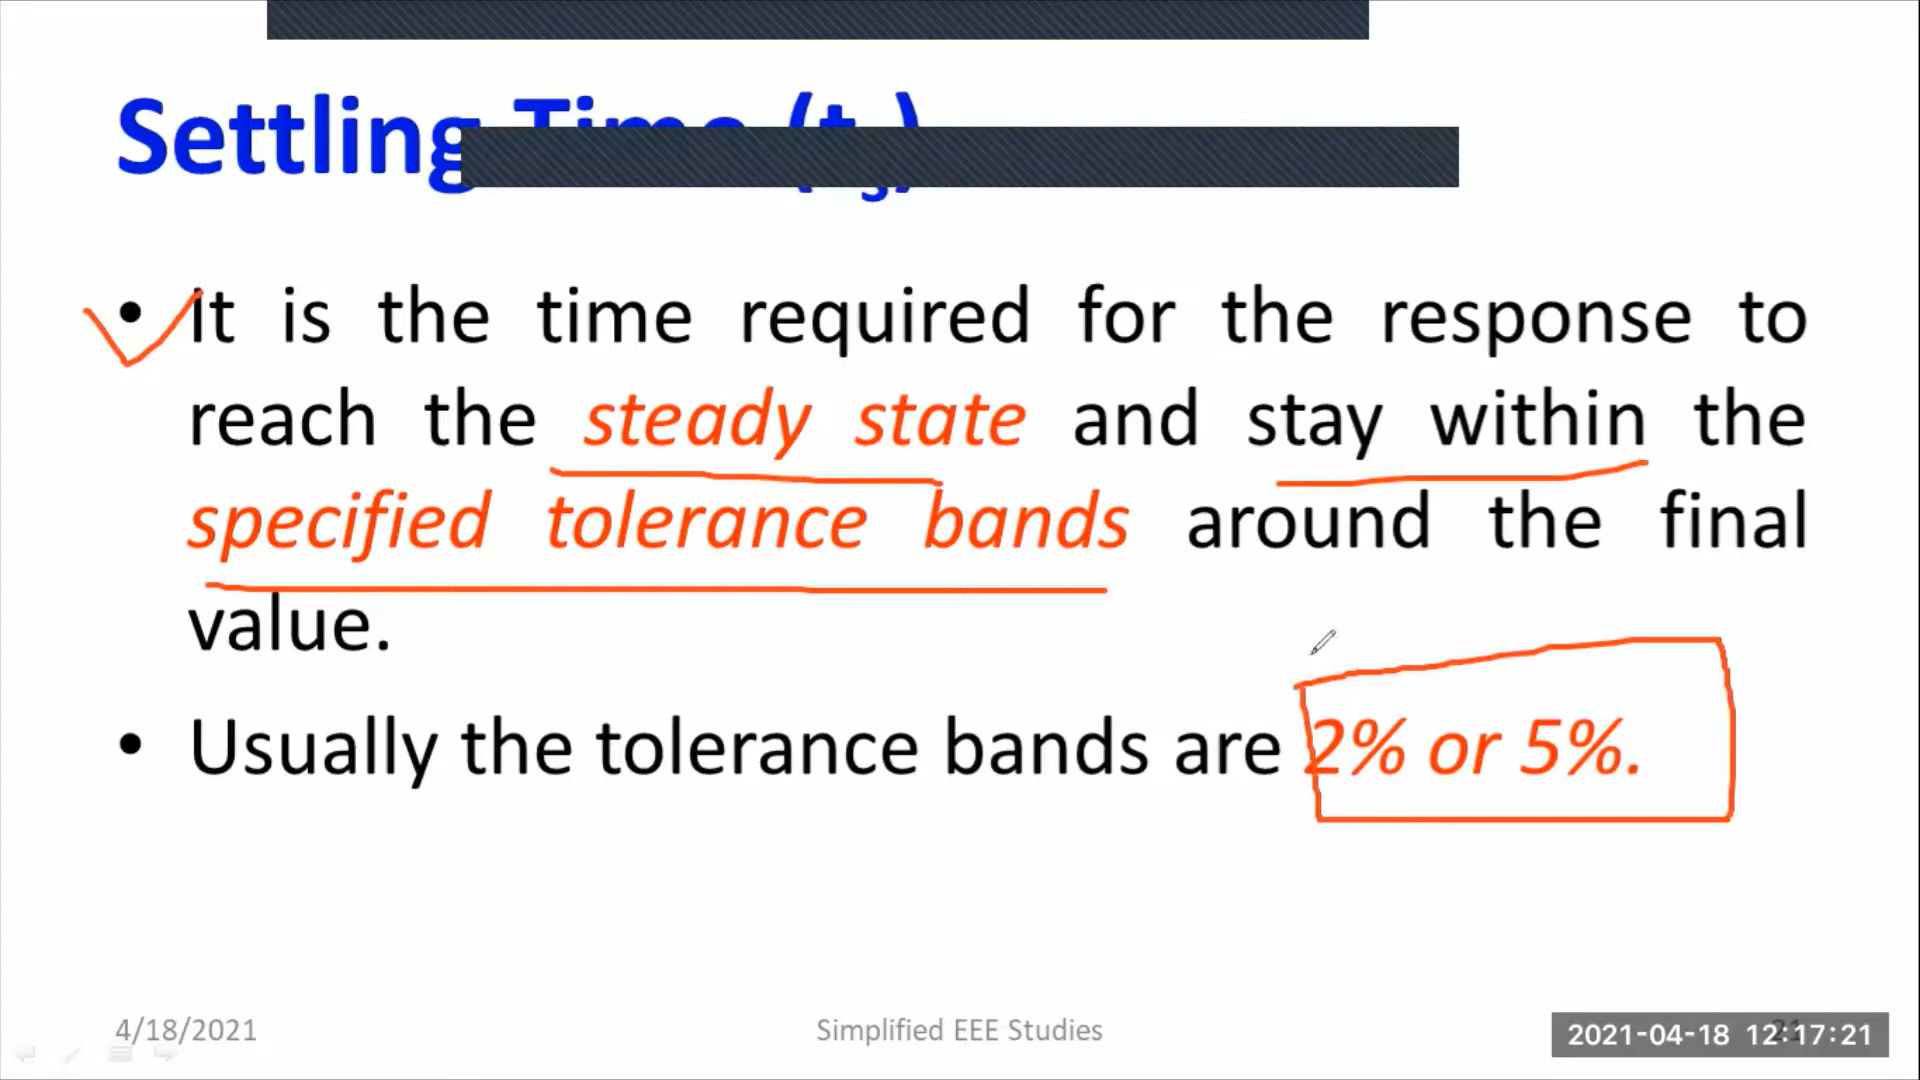 Settling Time (ts)
• It is the time required for the response to
reach the steady state and stay within the
specified tolerance bands around the final
value.
• Usually the tolerance bands are 2% or 5%.
4/18/2021
Simplified EEE Studies
2021-04-18 12:17:21